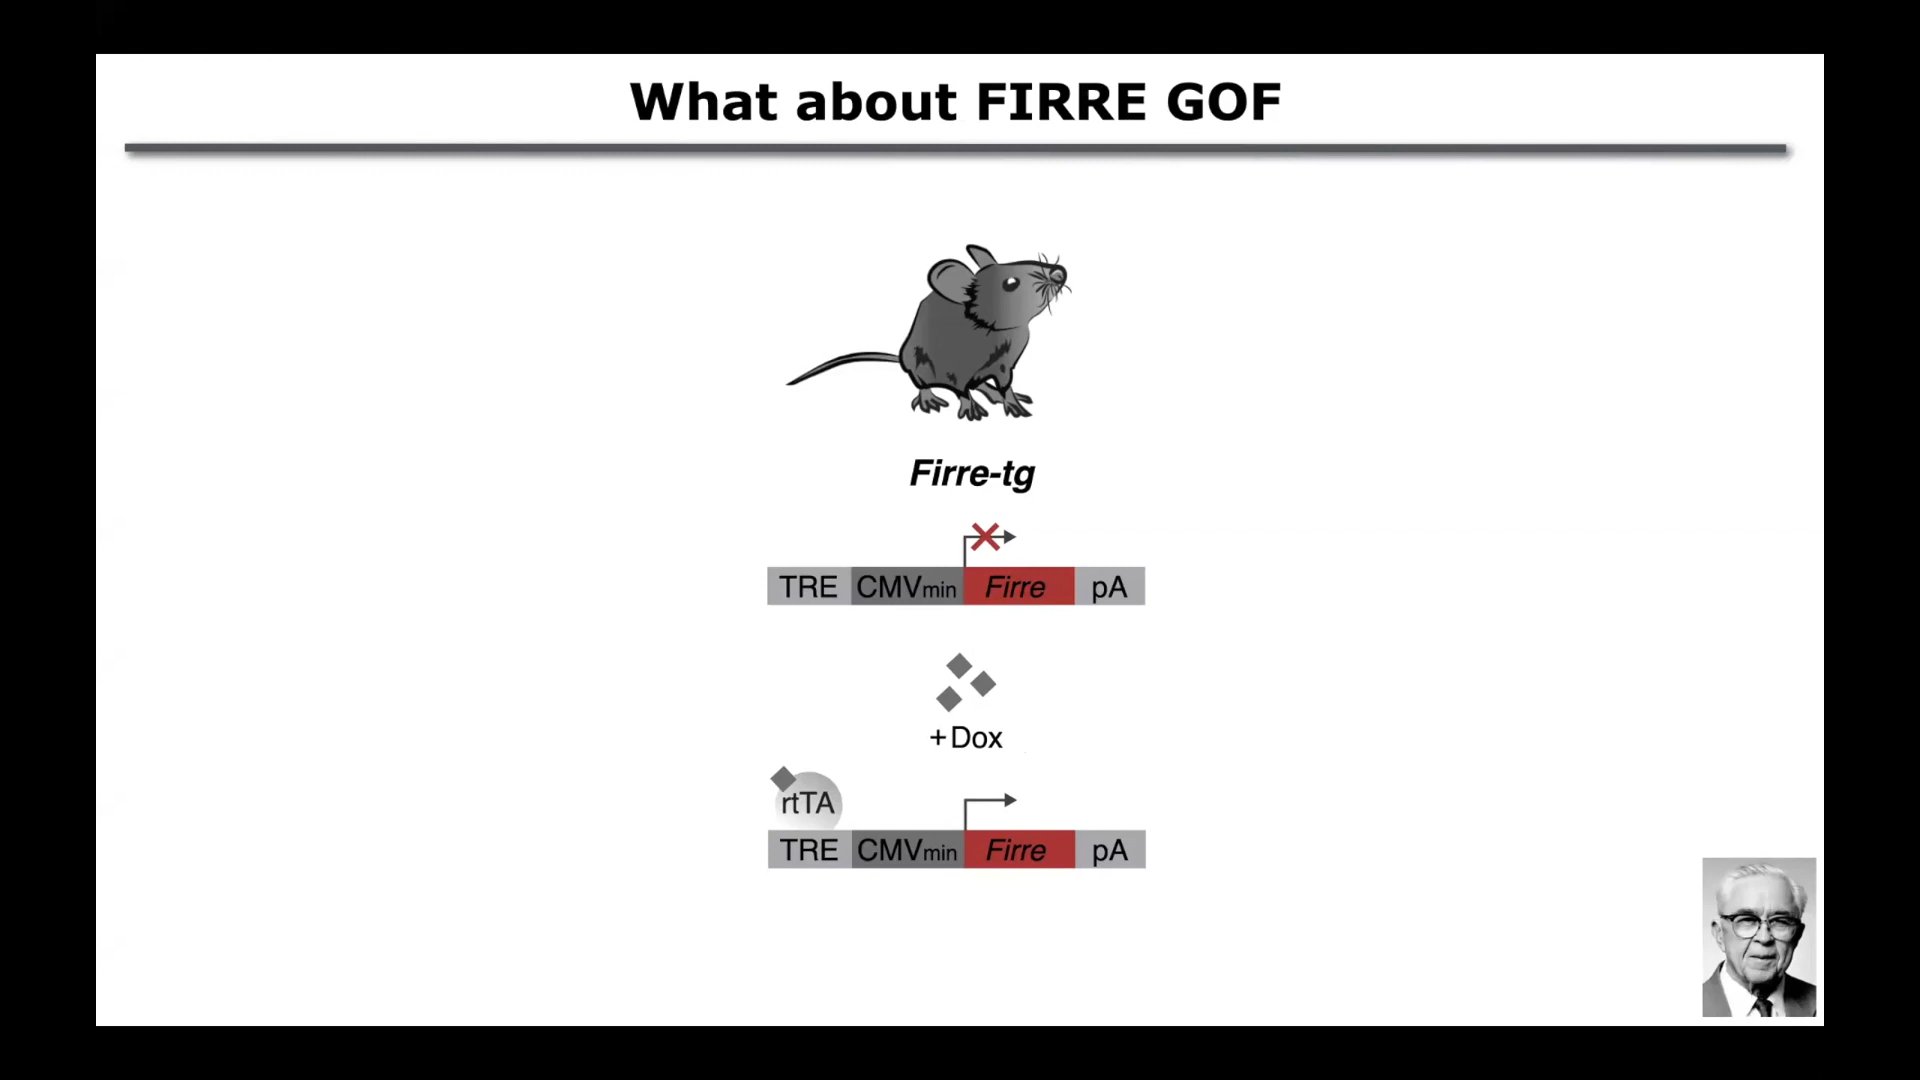 What about FIRRE GOF
Firre-tg
TRE CMVmin Firre pA
+Dox
rtTA
TRE CMVmin Firre pA